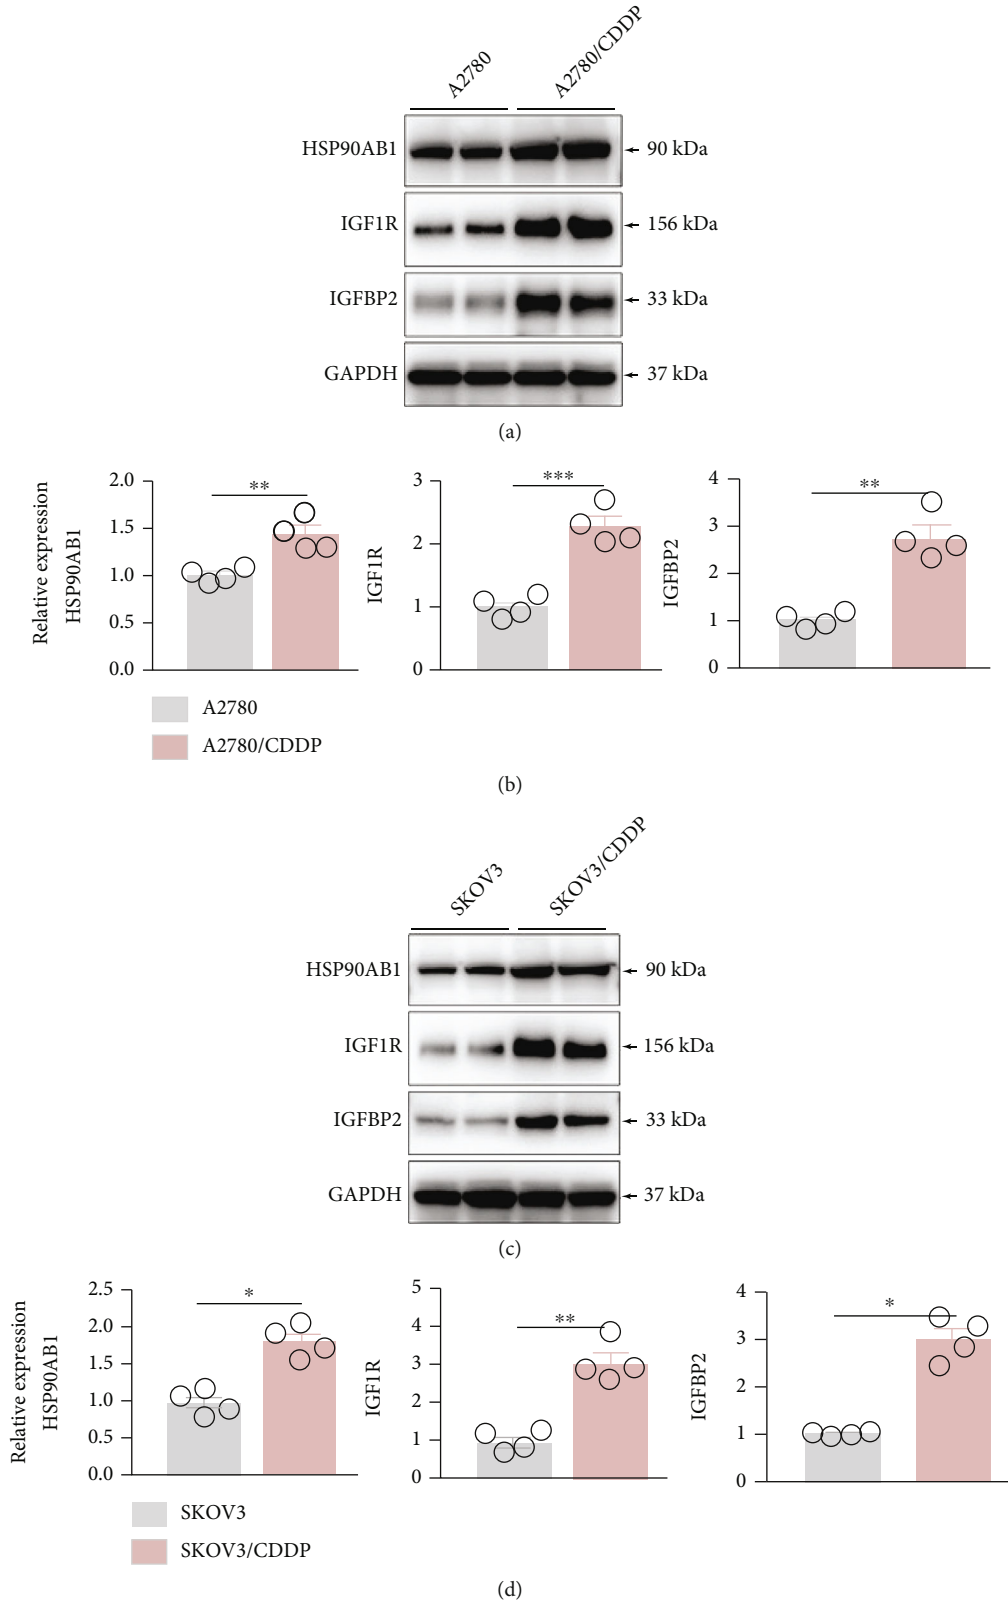 A2780
A2780/CDDP
HSP90AB1
90 kDa
IGF1R
156 kDa
IGFBP2
33 kDa
GAPDH
37 kDa
(a)
Relative expression
HSP90AB1
2.0
1.5
1.0
0.5
0.0
**
IGF1R
3
2
1
0
***
IGFBP2
4
3
2
1
0
**
A2780
A2780/CDDP
(b)
SKOV3
SKOV3/CDDP
HSP90AB1
90 kDa
IGF1R
156 kDa
IGFBP2
33 kDa
GAPDH
37 kDa
(c)
Relative expression
HSP90AB1
2.5
2.0
1.5
1.0
0.5
0.0
*
IGF1R
5
4
3
2
1
0
**
IGFBP2
4
3
2
1
0
*
SKOV3
SKOV3/CDDP
(d)